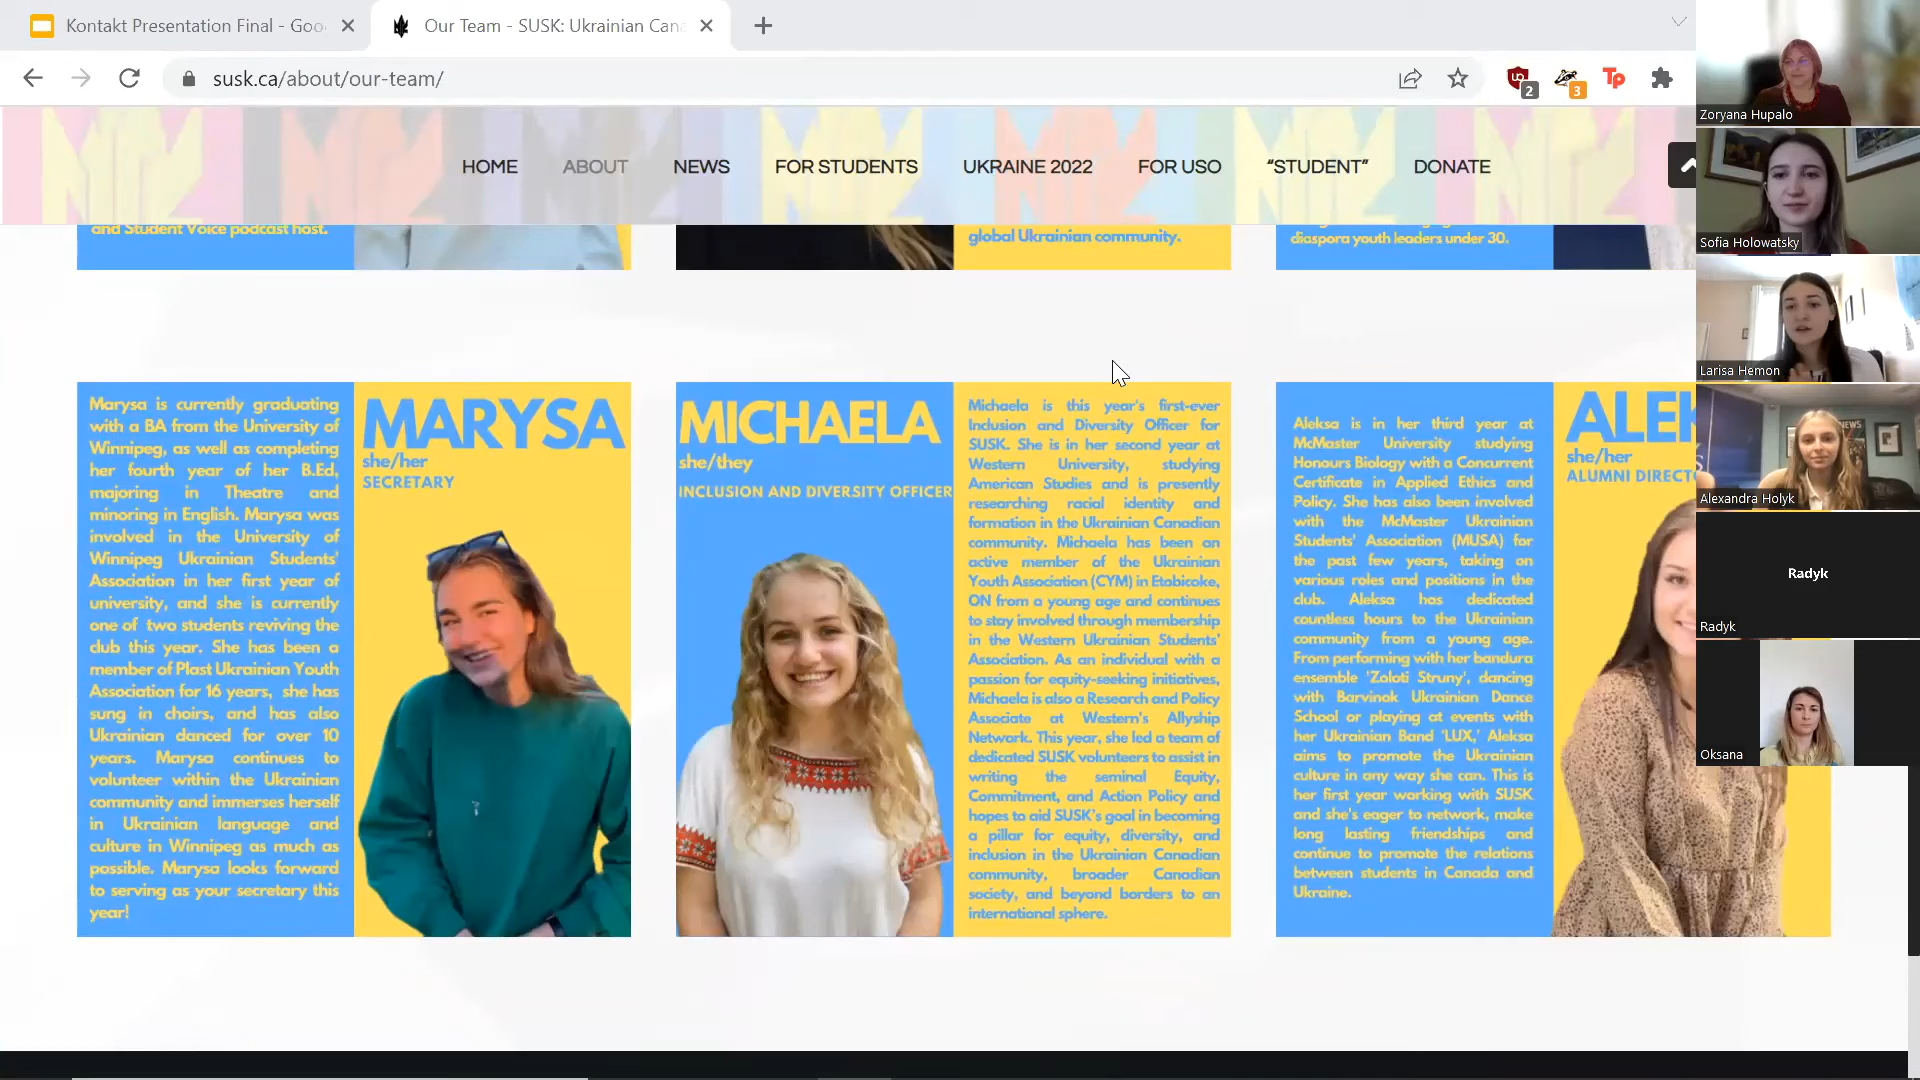 Kontakt Presentation Final - Goo
Our Team - SUSK: Ukrainian Cana
susk.ca/about/our-team/
2
3
Tp
HOME
ABOUT
NEWS
FOR STUDENTS
UKRAINE 2022
FOR USO
“STUDENT”
DONATE
and Student Voice podcast host.
global Ukrainian community.
diaspora youth leaders under 30.
Marysa is currently graduating
with a BA from the University of
Winnipeg, as well as completing
her fourth year of her B.Ed,
majoring in Theatre and
minoring in English. Marysa was
involved in the University of
Winnipeg Ukrainian Students'
Association in her first year of
university, and she is currently
one of two students reviving the
club this year. She has been a
member of Plast Ukrainian Youth
Association for 16 years, she has
sung in choirs, and has also
Ukrainian danced for over 10
years. Marysa continues to
volunteer within the Ukrainian
community and immerses herself
in Ukrainian language and
culture in Winnipeg as much as
possible. Marysa looks forward
to serving as your secretary this
year!
MARYSA
she/her
SECRETARY
MICHAELA
she/they
INCLUSION AND DIVERSITY OFFICER
Michaela is this year's first-ever
Inclusion and Diversity Officer for
SUSK. She is in her second year at
Western University, studying
American Studies and is presently
researching racial identity and
formation in the Ukrainian Canadian
community. Michaela has been an
active member of the Ukrainian
Youth Association (CYM) in Etobicoke,
ON from a young age and continues
to stay involved through membership
in the Western Ukrainian Students'
Association. As an individual with a
passion for equity-seeking initiatives,
Michaela is also a Research and Policy
Associate at Western's Allyship
Network. This year, she led a team of
dedicated SUSK volunteers to assist in
writing the seminal Equity,
Commitment, and Action Policy and
hopes to aid SUSK's goal in becoming
a pillar for equity, diversity, and
inclusion in the Ukrainian Canadian
community, broader Canadian
society, and beyond borders to an
international sphere.
Aleksa is in her third year at
McMaster University studying
Honours Biology with a Concurrent
Certificate in Applied Ethics and
Policy. She has also been involved
with the McMaster Ukrainian
Students' Association (MUSA) for
the past few years, taking on
various roles and positions in the
club. Aleksa has dedicated
countless hours to the Ukrainian
community from a young age.
From performing with her bandura
ensemble 'Zoloti Struny', dancing
with Barvinok Ukrainian Dance
School or playing at events with
her Ukrainian Band 'LUX,' Aleksa
aims to promote the Ukrainian
culture in any way she can. This is
her first year working with SUSK
and she's eager to network, make
long lasting friendships and
continue to promote the relations
between students in Canada and
Ukraine.
ALEK
she/her
ALUMNI DIRECTO
Zoryana Hupalo
Sofia Holowatsky
Larisa Hemon
NEWS
Alexandra Holyk
Radyk
Radyk
Oksana